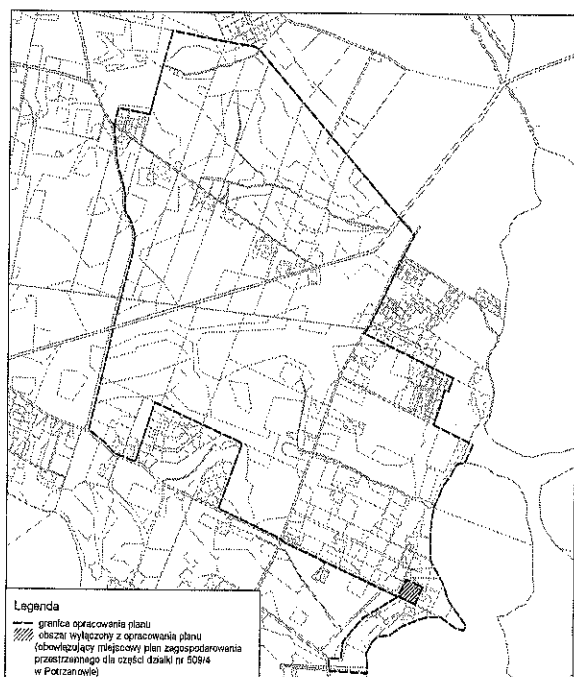 Legenda
granica opracowania planu
obszar wyłączony z opracowania planu
(obowiązujący miejscowy plan zagospodarowania
przestrzennego dla części działki nr 509/4
w Potrzanowie)